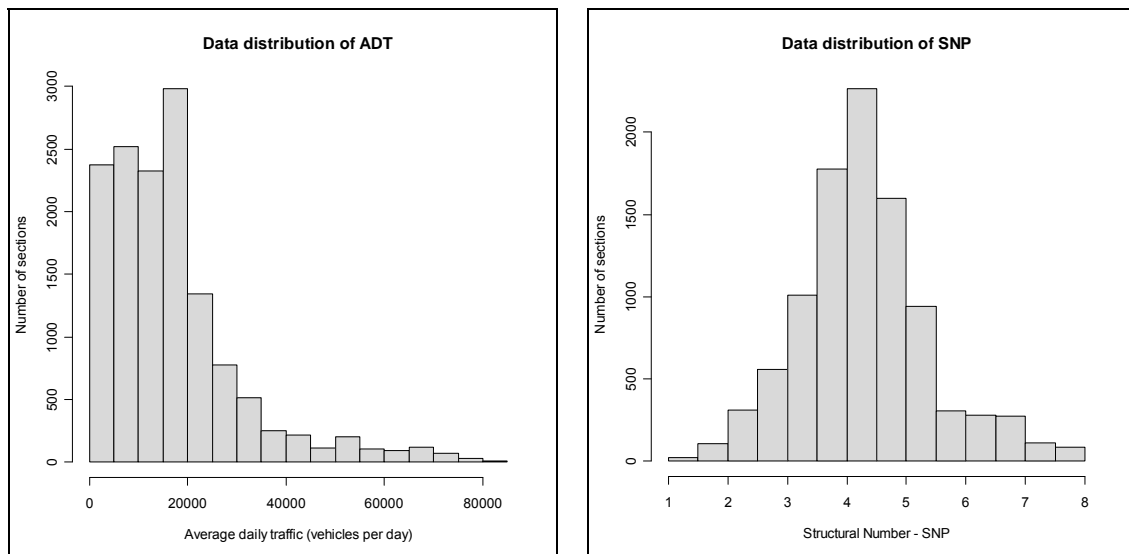 Data distribution of ADT
Number of sections
3000
2500
2000
1500
1000
500
0
0 20000 40000 60000 80000
Average daily traffic (vehicles per day)
Data distribution of SNP
Number of sections
2000
1500
1000
500
0
1 2 3 4 5 6 7 8
Structural Number - SNP